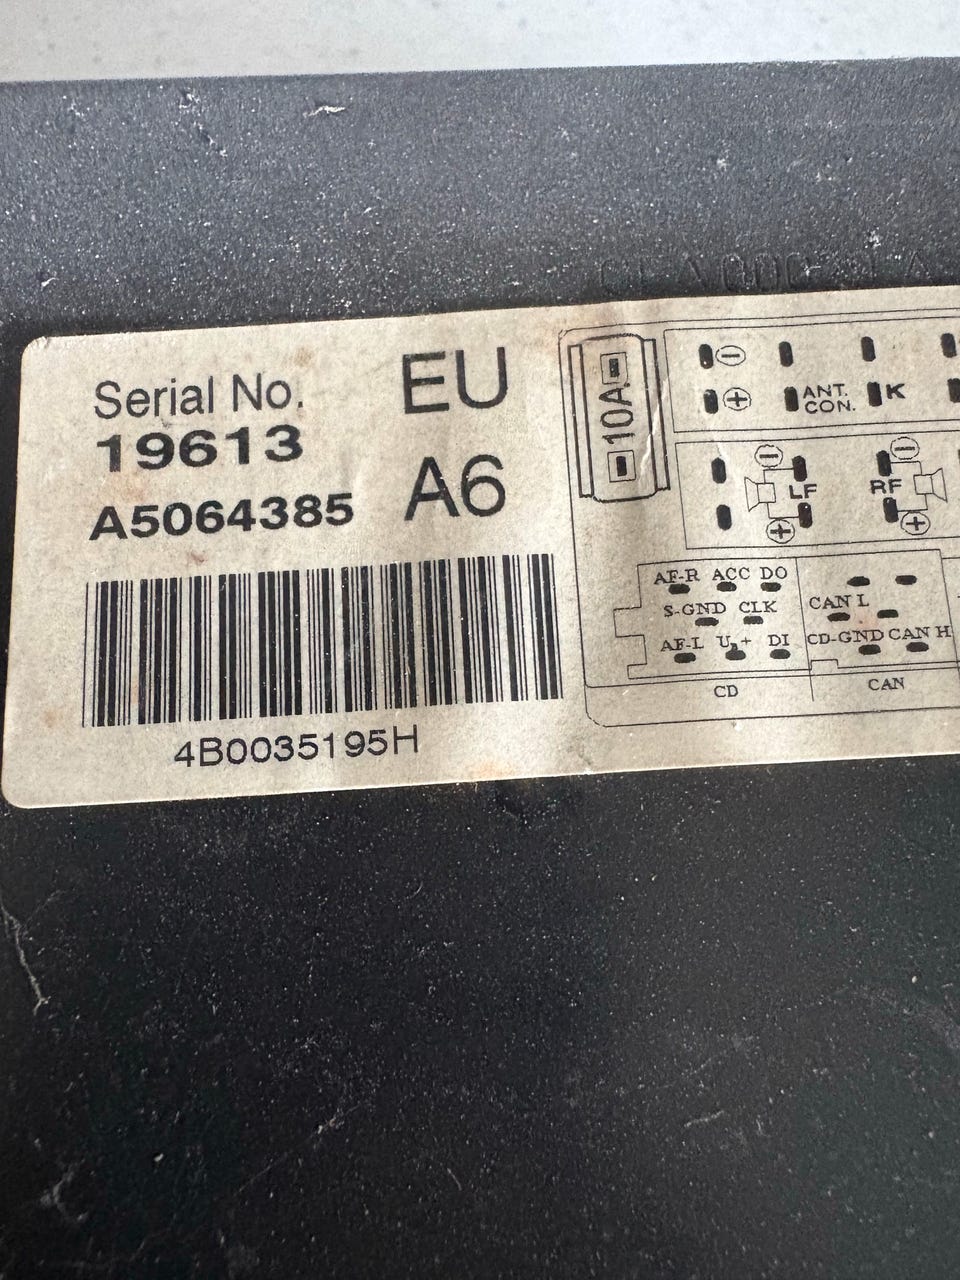 Serial No.
19613
A5064385
EU
A6
4B0035195H
10A
ANT.
CON.
K
LF
RF
AF-R ACC DO
S-GND CLK
AF-L U +  DI
CD
CAN L
CD-GND CAN H
CAN